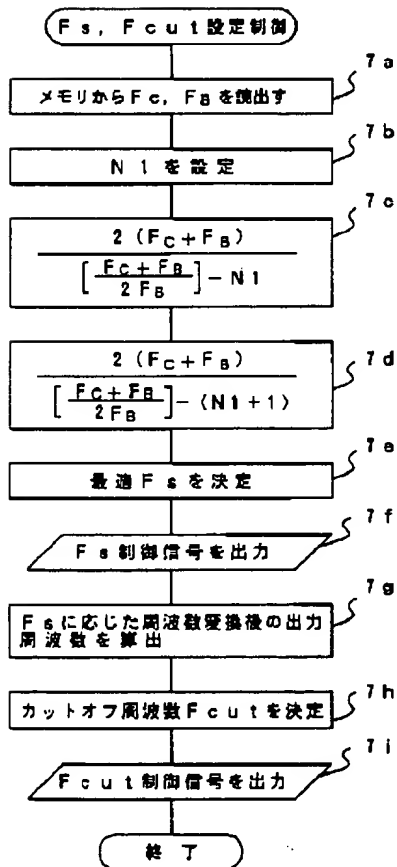 Fs, Fcut設定制御
7a
メモリからFc, FBを読出す
7b
N1を設定
7c
2 (FC+FB)
[FC+FB
2FB]-N1
7d
2 (FC+FB)
[FC+FB
2FB]-(N1+1)
7e
最適Fsを決定
7f
Fs制御信号を出力
7g
Fsに応じた周波数変換後の出力
周波数を算出
7h
カットオフ周波数Fcutを決定
7i
Fcut制御信号を出力
終了